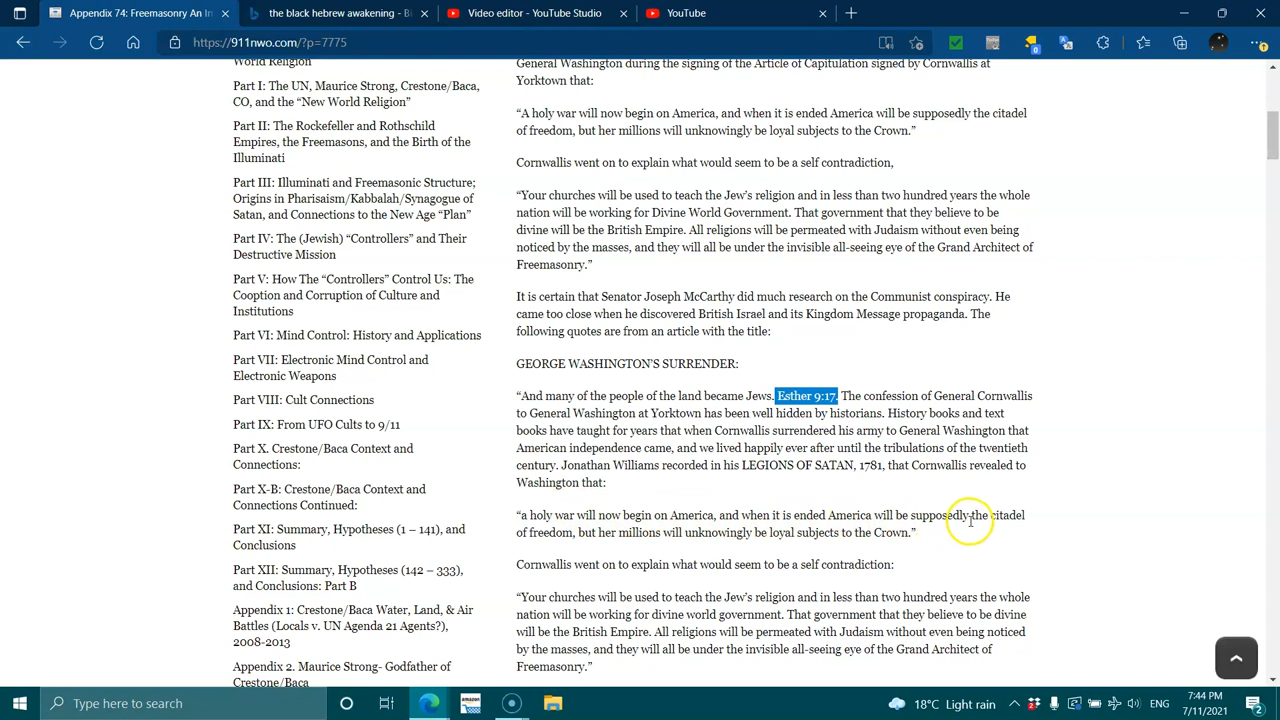 Appendix 74: Freemasonry An In
the black hebrew awakening - Bi
Video editor - YouTube Studio
YouTube
https://911nwo.com/?p=7775
World Religion
Part I: The UN, Maurice Strong, Crestone/Baca,
CO, and the “New World Religion”
Part II: The Rockefeller and Rothschild
Empires, the Freemasons, and the Birth of the
Illuminati
Part III: Illuminati and Freemasonic Structure;
Origins in Pharisaism/Kabbalah/Synagogue of
Satan, and Connections to the New Age “Plan”
Part IV: The (Jewish) “Controllers” and Their
Destructive Mission
Part V: How The “Controllers” Control Us: The
Cooption and Corruption of Culture and
Institutions
Part VI: Mind Control: History and Applications
Part VII: Electronic Mind Control and
Electronic Weapons
Part VIII: Cult Connections
Part IX: From UFO Cults to 9/11
Part X. Crestone/Baca Context and
Connections:
Part X-B: Crestone/Baca Context and
Connections Continued:
Part XI: Summary, Hypotheses (1 – 141), and
Conclusions
Part XII: Summary, Hypotheses (142 – 333),
and Conclusions: Part B
Appendix 1: Crestone/Baca Water, Land, & Air
Battles (Locals v. UN Agenda 21 Agents?),
2008-2013
Appendix 2. Maurice Strong- Godfather of
Crestone/Baca
General Washington during the signing of the Article of Capitulation signed by Cornwallis at
Yorktown that:
“A holy war will now begin on America, and when it is ended America will be supposedly the citadel
of freedom, but her millions will unknowingly be loyal subjects to the Crown.”
Cornwallis went on to explain what would seem to be a self contradiction,
“Your churches will be used to teach the Jew’s religion and in less than two hundred years the whole
nation will be working for Divine World Government. That government that they believe to be
divine will be the British Empire. All religions will be permeated with Judaism without even being
noticed by the masses, and they will all be under the invisible all-seeing eye of the Grand Architect of
Freemasonry.”
It is certain that Senator Joseph McCarthy did much research on the Communist conspiracy. He
came too close when he discovered British Israel and its Kingdom Message propaganda. The
following quotes are from an article with the title:
GEORGE WASHINGTON’S SURRENDER:
“And many of the people of the land became Jews. Esther 9:17. The confession of General Cornwallis
to General Washington at Yorktown has been well hidden by historians. History books and text
books have taught for years that when Cornwallis surrendered his army to General Washington that
American independence came, and we lived happily ever after until the tribulations of the twentieth
century. Jonathan Williams recorded in his LEGIONS OF SATAN, 1781, that Cornwallis revealed to
Washington that:
“a holy war will now begin on America, and when it is ended America will be supposedly the citadel
of freedom, but her millions will unknowingly be loyal subjects to the Crown.”
Cornwallis went on to explain what would seem to be a self contradiction:
“Your churches will be used to teach the Jew’s religion and in less than two hundred years the whole
nation will be working for divine world government. That government that they believe to be divine
will be the British Empire. All religions will be permeated with Judaism without even being noticed
by the masses, and they will all be under the invisible all-seeing eye of the Grand Architect of
Freemasonry.”
Type here to search
amazon
18°C Light rain
ENG
7:44 PM
7/11/2021
2